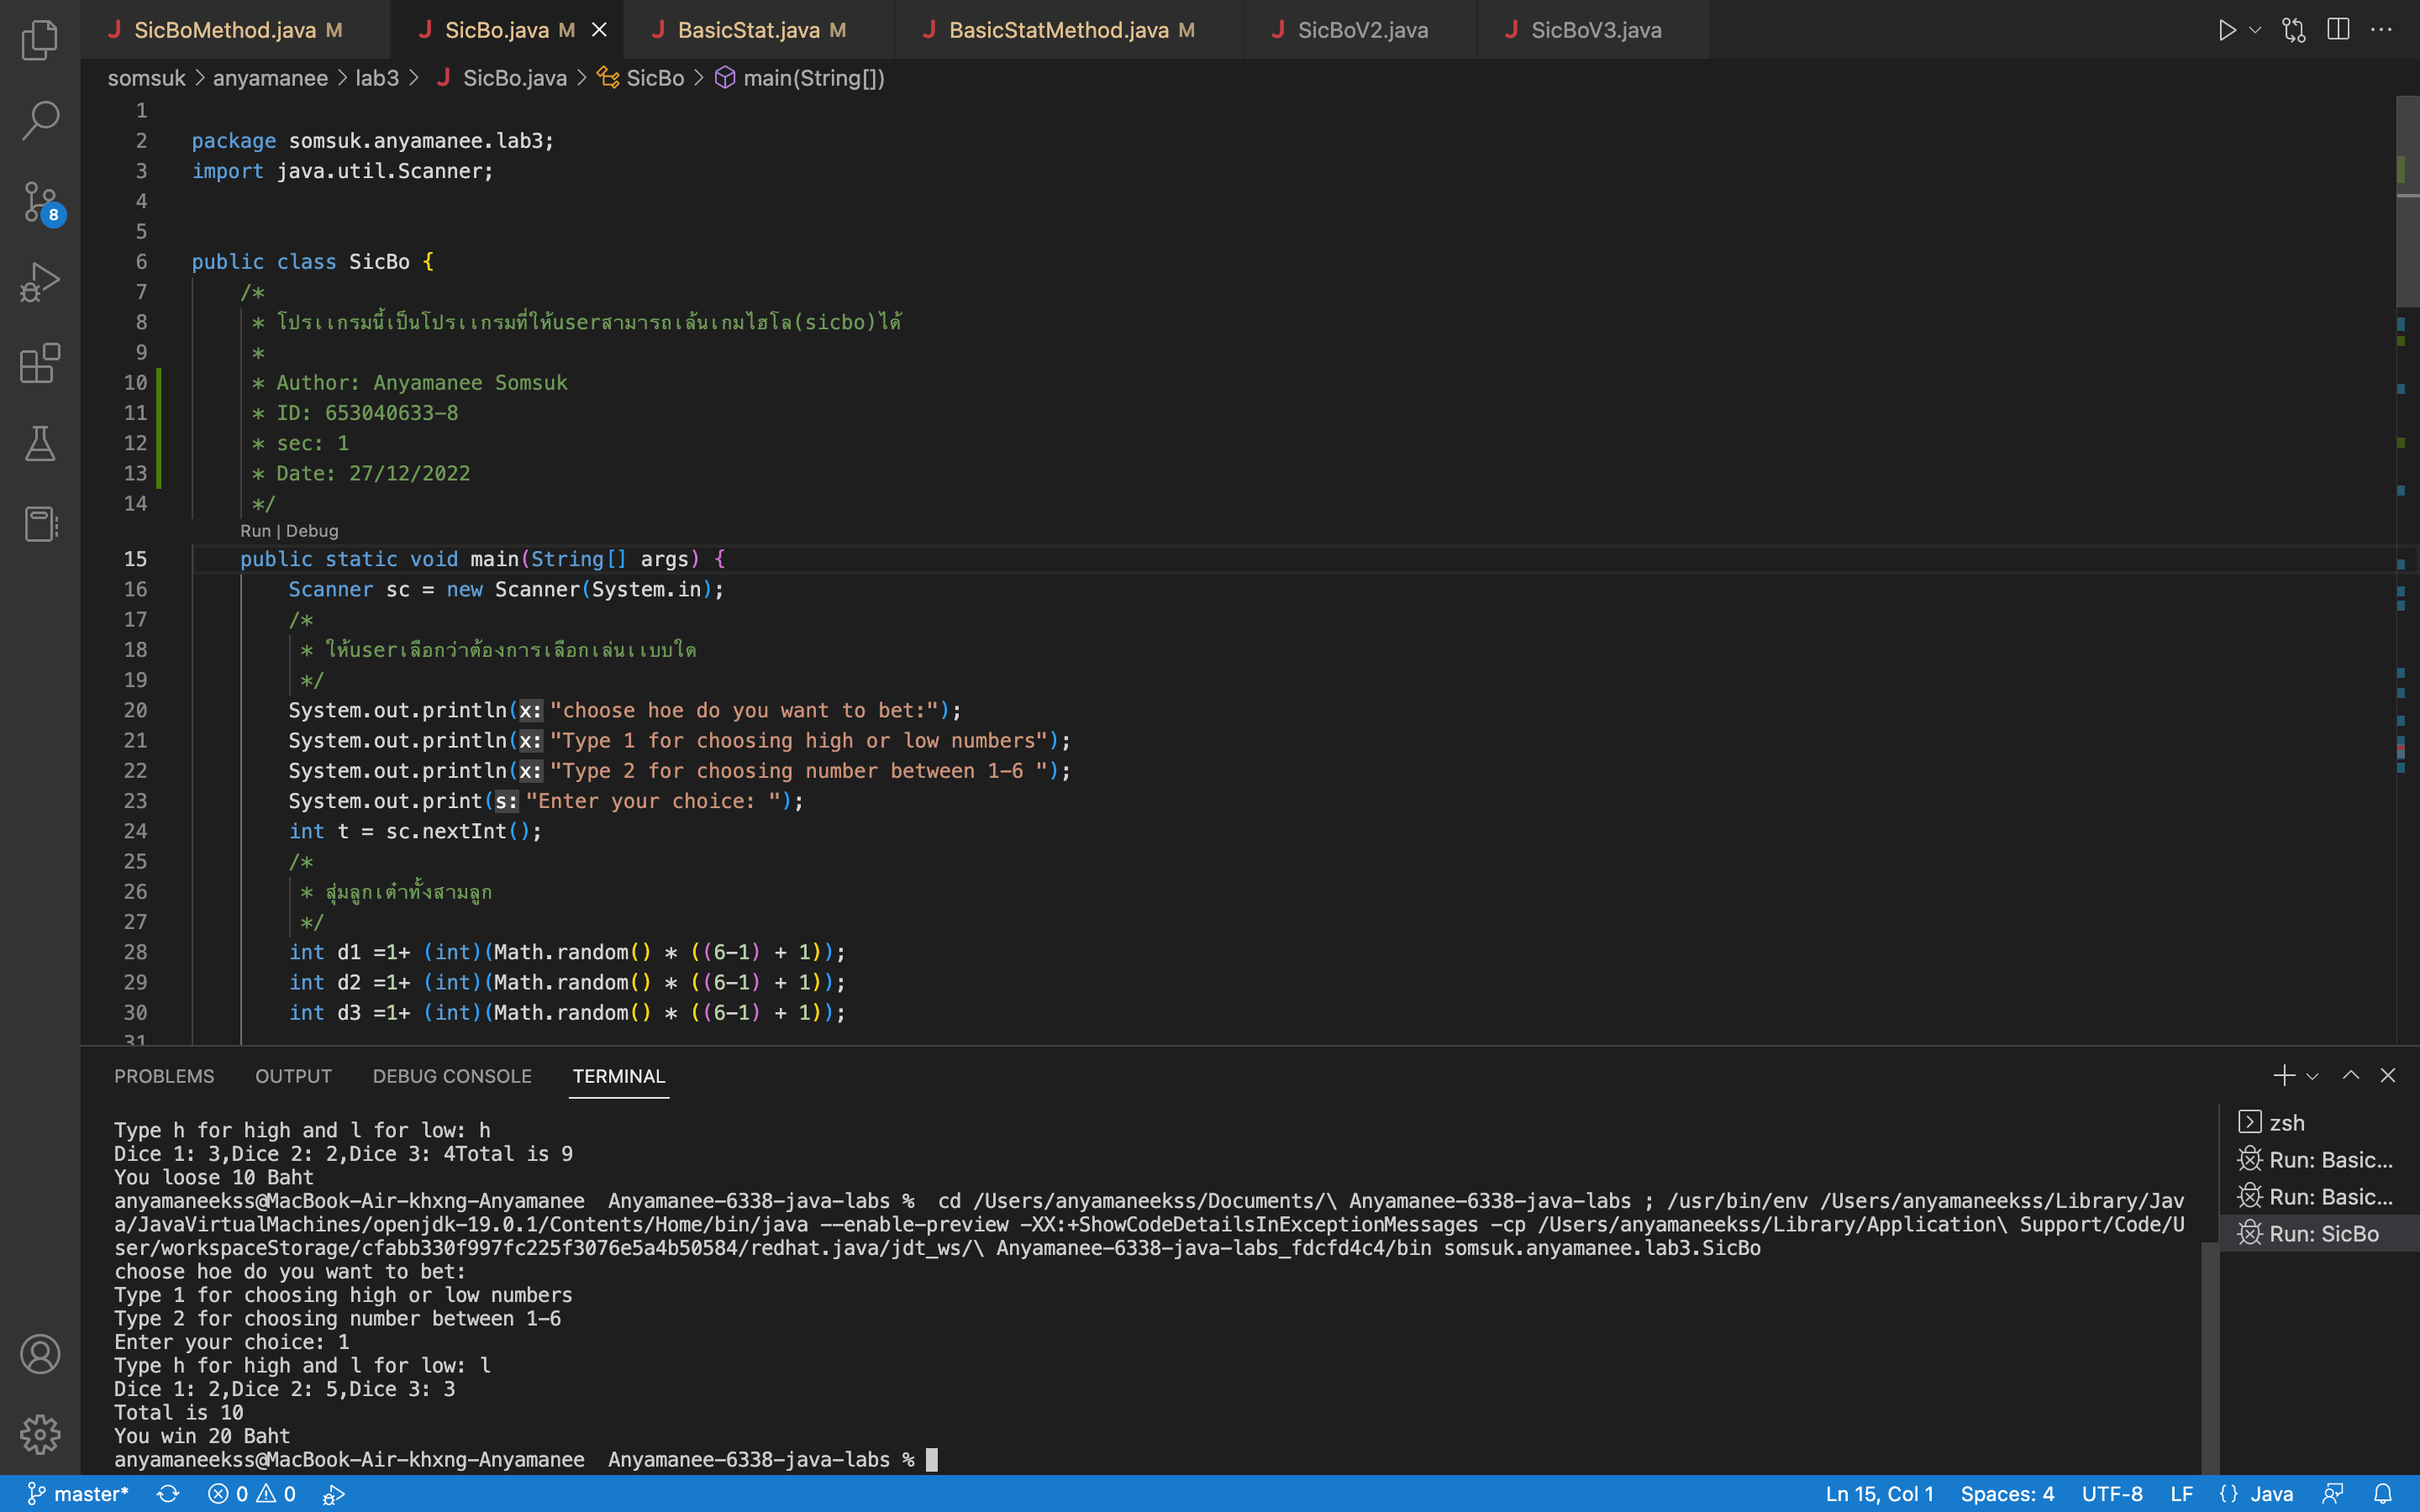 SicBoMethod.java M SicBo.java M BasicStat.java M BasicStatMethod.java M SicBoV2.java SicBoV3.java
somsuk > anyamanee > lab3 > SicBo.java > SicBo > main(String[])
1
2 package somsuk.anyamanee.lab3;
3 import java.util.Scanner;
4
5
6 public class SicBo {
7 /*
8 * โปรเเกรมนี้เป็นโปรเเกรมที่ให้userสามารถเล้นเกมไฮโล(sicbo)ได้
9 *
10 * Author: Anyamanee Somsuk
11 * ID: 653040633-8
12 * sec: 1
13 * Date: 27/12/2022
14 */
Run | Debug
15 public static void main(String[] args) {
16 Scanner sc = new Scanner(System.in);
17 /*
18 * ให้userเลือกว่าต้องการเลือกเล่นเเบบใด
19 */
20 System.out.println(x: "choose hoe do you want to bet:");
21 System.out.println(x: "Type 1 for choosing high or low numbers");
22 System.out.println(x: "Type 2 for choosing number between 1-6 ");
23 System.out.print(s: "Enter your choice: ");
24 int t = sc.nextInt();
25 /*
26 * สุ่มลูกเต๋าทั้งสามลูก
27 */
28 int d1 =1+ (int)(Math.random() * ((6-1) + 1));
29 int d2 =1+ (int)(Math.random() * ((6-1) + 1));
30 int d3 =1+ (int)(Math.random() * ((6-1) + 1));
31
8
PROBLEMS OUTPUT DEBUG CONSOLE TERMINAL
Type h for high and l for low: h
Dice 1: 3,Dice 2: 2,Dice 3: 4Total is 9
You loose 10 Baht
anyamaneekss@MacBook-Air-khxng-Anyamanee  Anyamanee-6338-java-labs %  cd /Users/anyamaneekss/Documents/\ Anyamanee-6338-java-labs ; /usr/bin/env /Users/anyamaneekss/Library/Jav
a/JavaVirtualMachines/openjdk-19.0.1/Contents/Home/bin/java --enable-preview -XX:+ShowCodeDetailsInExceptionMessages -cp /Users/anyamaneekss/Library/Application\ Support/Code/U
ser/workspaceStorage/cfabb330f997fc225f3076e5a4b50584/redhat.java/jdt_ws/\ Anyamanee-6338-java-labs_fdcfd4c4/bin somsuk.anyamanee.lab3.SicBo
choose hoe do you want to bet:
Type 1 for choosing high or low numbers
Type 2 for choosing number between 1-6
Enter your choice: 1
Type h for high and l for low: l
Dice 1: 2,Dice 2: 5,Dice 3: 3
Total is 10
You win 20 Baht
anyamaneekss@MacBook-Air-khxng-Anyamanee  Anyamanee-6338-java-labs %
zsh
Run: Basic...
Run: Basic...
Run: SicBo
master* 0 0 Ln 15, Col 1 Spaces: 4 UTF-8 LF {} Java